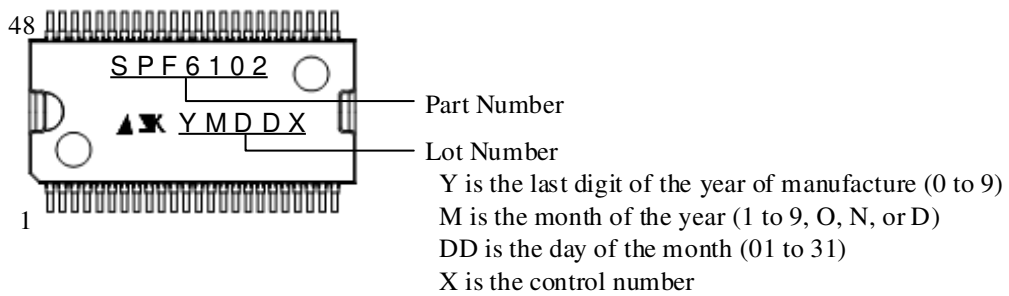 48
SPF6102
Part Number
YMDDX
Lot Number
Y is the last digit of the year of manufacture (0 to 9)
M is the month of the year (1 to 9, O, N, or D)
DD is the day of the month (01 to 31)
X is the control number
1